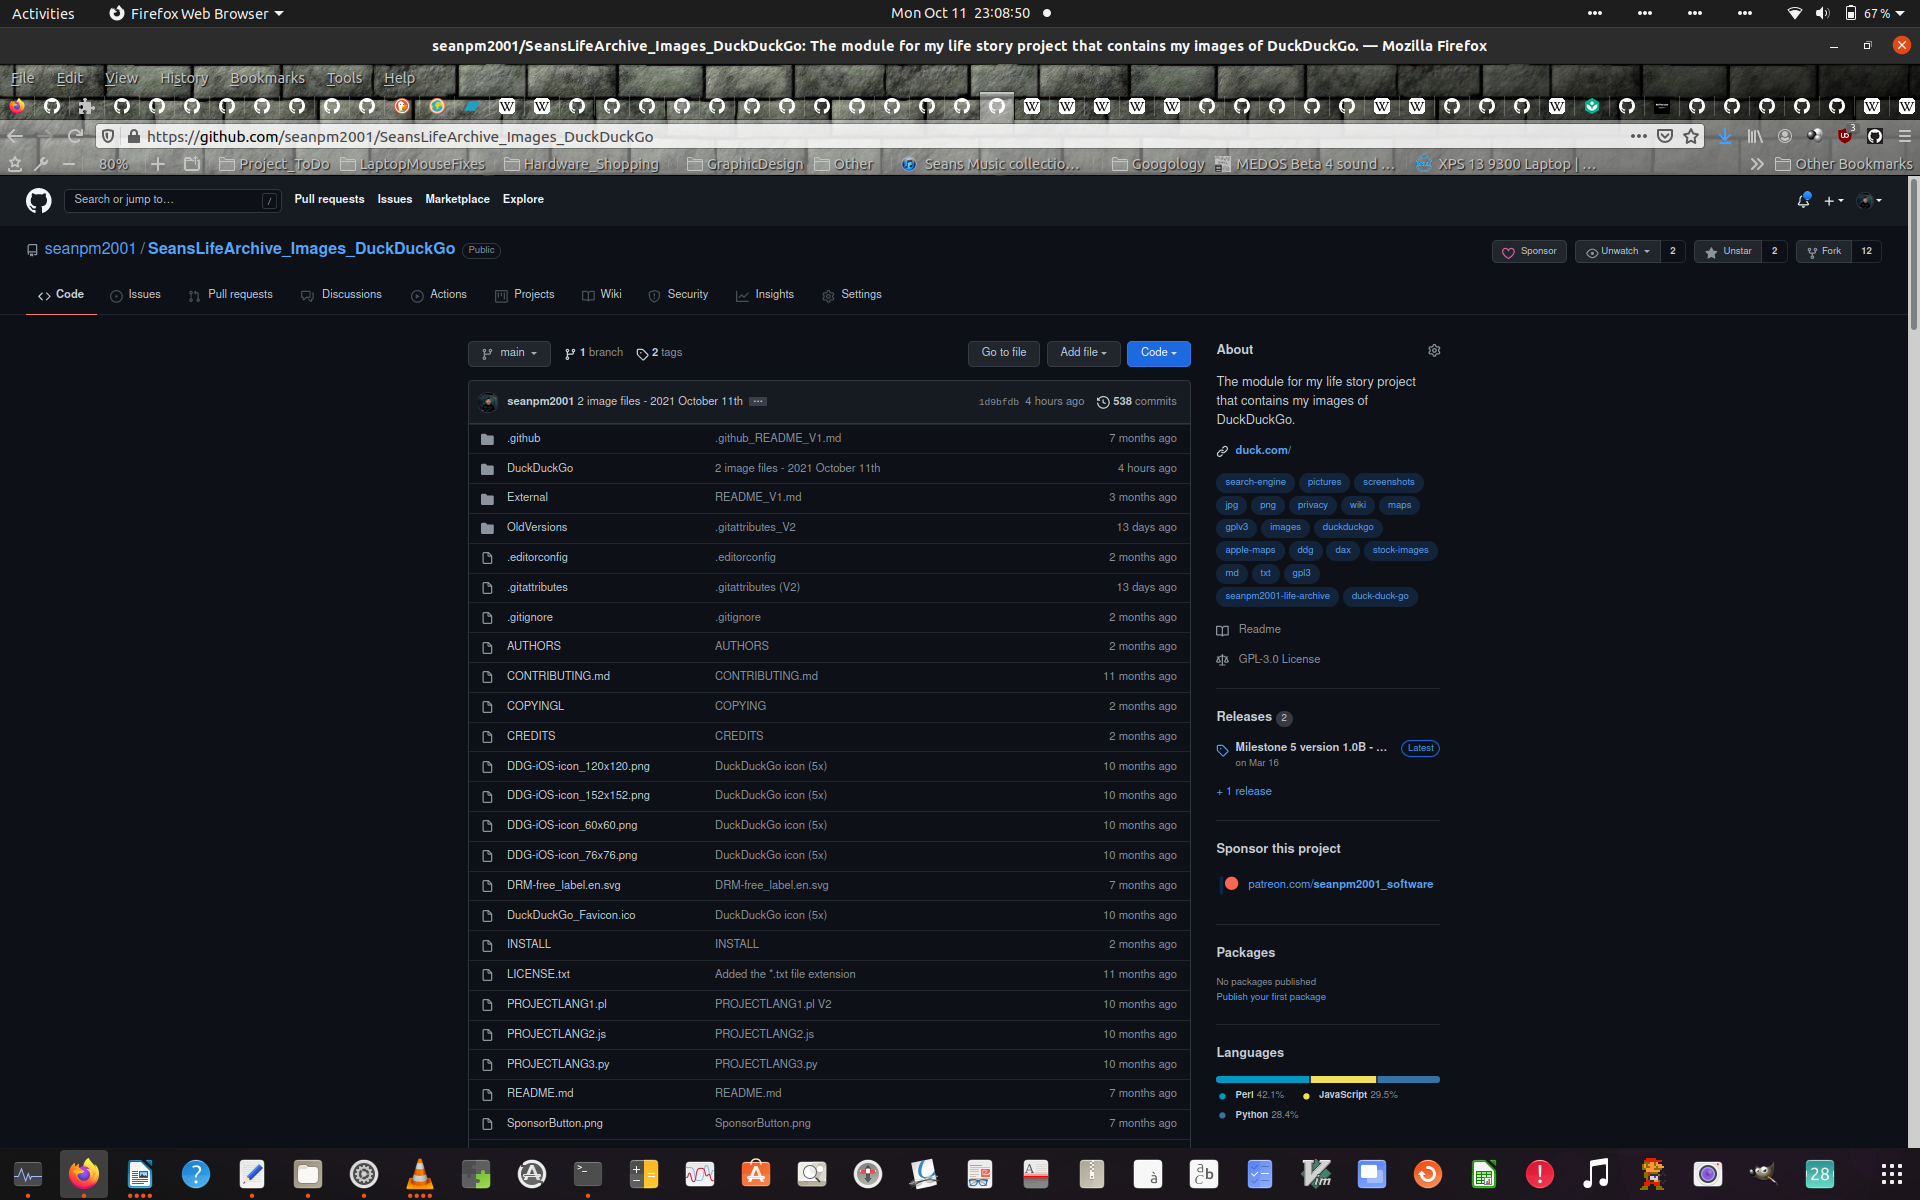 Activities Firefox Web Browser Mon Oct 11 23:08:50 67 %
seanpm2001/SeansLifeArchive_Images_DuckDuckGo: The module for my life story project that contains my images of DuckDuckGo. — Mozilla Firefox
File Edit View History Bookmarks Tools Help
https://github.com/seanpm2001/SeansLifeArchive_Images_DuckDuckGo 3
80% Project_ToDo LaptopMouseFixes Hardware_Shopping GraphicDesign Other Seans Music collectio… Googology MEDOS Beta 4 sound … XPS 13 9300 Laptop | … Other Bookmarks
Search or jump to… / Pull requests Issues Marketplace Explore
seanpm2001 / SeansLifeArchive_Images_DuckDuckGo Public Sponsor Unwatch 2 Unstar 2 Fork 12
Code Issues Pull requests Discussions Actions Projects Wiki Security Insights Settings
main 1 branch 2 tags Go to file Add file Code
seanpm2001 2 image files - 2021 October 11th ... 1d9bfdb 4 hours ago 538 commits
.github .github_README_V1.md 7 months ago
DuckDuckGo 2 image files - 2021 October 11th 4 hours ago
External README_V1.md 3 months ago
OldVersions .gitattributes_V2 13 days ago
.editorconfig .editorconfig 2 months ago
.gitattributes .gitattributes (V2) 13 days ago
.gitignore .gitignore 2 months ago
AUTHORS AUTHORS 2 months ago
CONTRIBUTING.md CONTRIBUTING.md 11 months ago
COPYINGL COPYING 2 months ago
CREDITS CREDITS 2 months ago
DDG-iOS-icon_120x120.png DuckDuckGo icon (5x) 10 months ago
DDG-iOS-icon_152x152.png DuckDuckGo icon (5x) 10 months ago
DDG-iOS-icon_60x60.png DuckDuckGo icon (5x) 10 months ago
DDG-iOS-icon_76x76.png DuckDuckGo icon (5x) 10 months ago
DRM-free_label.en.svg DRM-free_label.en.svg 7 months ago
DuckDuckGo_Favicon.ico DuckDuckGo icon (5x) 10 months ago
INSTALL INSTALL 2 months ago
LICENSE.txt Added the *.txt file extension 11 months ago
PROJECTLANG1.pl PROJECTLANG1.pl V2 10 months ago
PROJECTLANG2.js PROJECTLANG2.js 10 months ago
PROJECTLANG3.py PROJECTLANG3.py 10 months ago
README.md README.md 7 months ago
SponsorButton.png SponsorButton.png 7 months ago
About
The module for my life story project
that contains my images of
DuckDuckGo.
duck.com/
search-engine pictures screenshots
jpg png privacy wiki maps
gplv3 images duckduckgo
apple-maps ddg dax stock-images
md txt gpl3
seanpm2001-life-archive duck-duck-go
Readme
GPL-3.0 License
Releases 2
Milestone 5 version 1.0B - ... Latest
on Mar 16
+ 1 release
Sponsor this project
patreon.com/seanpm2001_software
Packages
No packages published
Publish your first package
Languages
Perl 42.1% JavaScript 29.5%
Python 28.4%
28